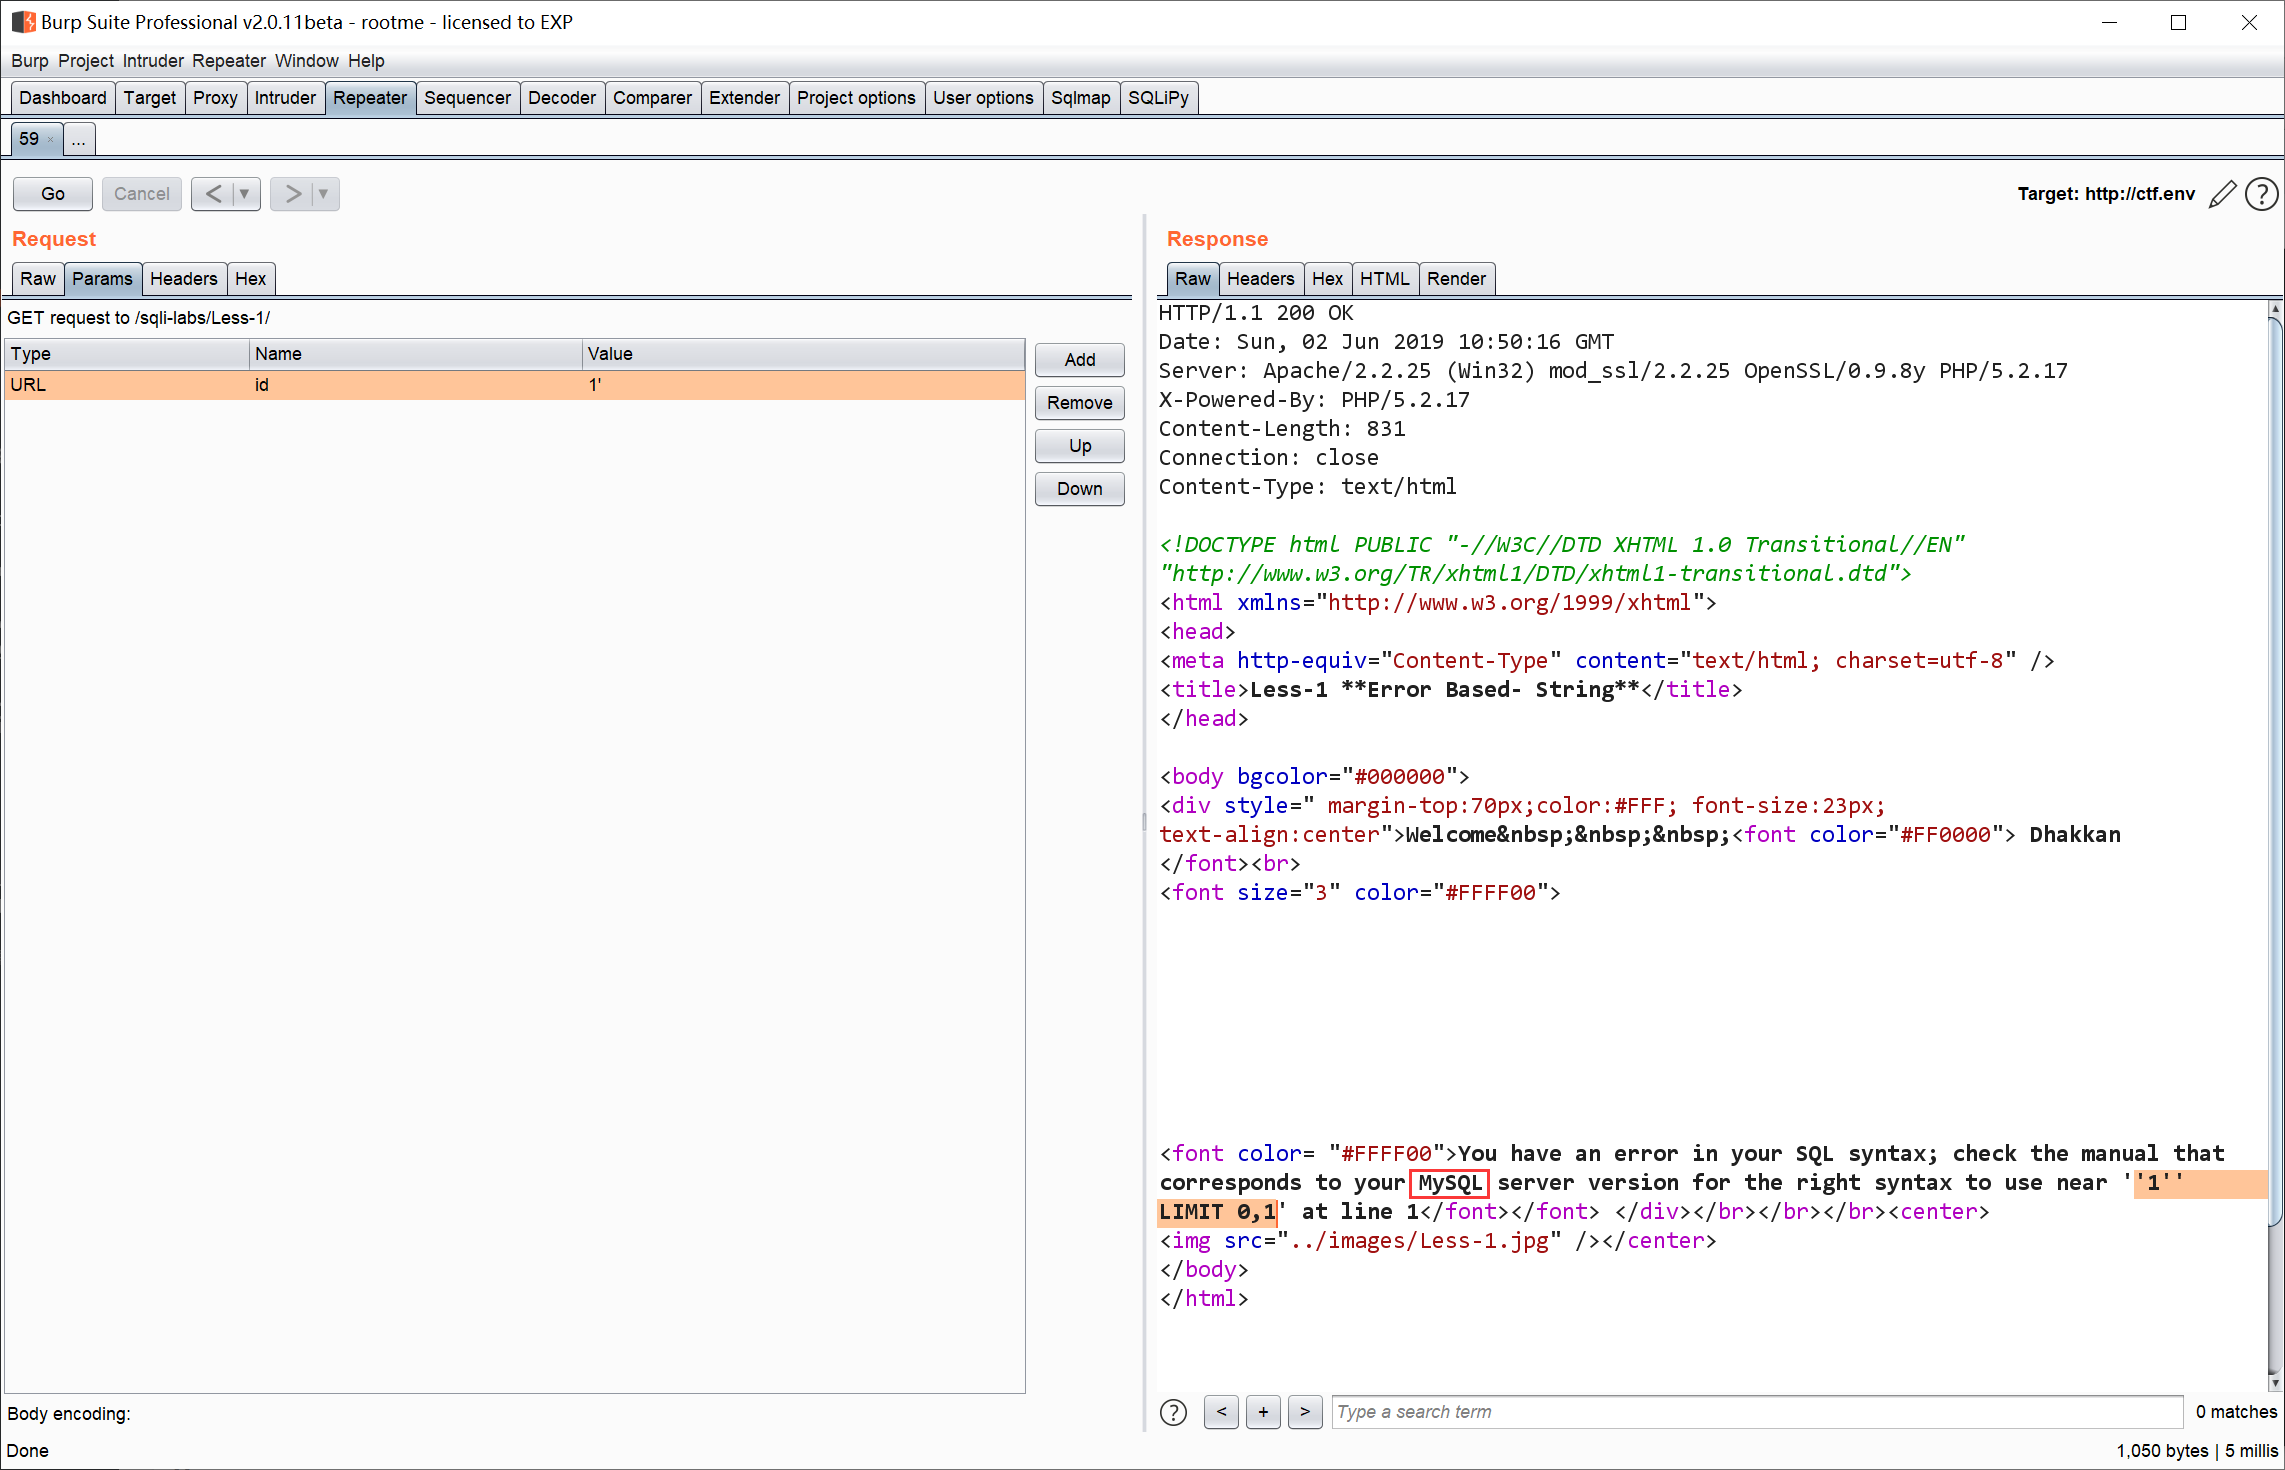 Burp Suite Professional v2.0.11beta - rootme - licensed to EXP
Burp Project Intruder Repeater Window Help
Dashboard Target Proxy Intruder Repeater Sequencer Decoder Comparer Extender Project options User options Sqlmap SQLiPy
59 × ...
Go Cancel < ▼ > ▼ Target: http://ctf.env ?
Request
Raw Params Headers Hex
GET request to /sqli-labs/Less-1/
Type Name Value
URL id 1'
Add
Remove
Up
Down
Body encoding:
Done
Response
Raw Headers Hex HTML Render
HTTP/1.1 200 OK
Date: Sun, 02 Jun 2019 10:50:16 GMT
Server: Apache/2.2.25 (Win32) mod_ssl/2.2.25 OpenSSL/0.9.8y PHP/5.2.17
X-Powered-By: PHP/5.2.17
Content-Length: 831
Connection: close
Content-Type: text/html
<!DOCTYPE html PUBLIC "-//W3C//DTD XHTML 1.0 Transitional//EN"
"http://www.w3.org/TR/xhtml1/DTD/xhtml1-transitional.dtd">
<html xmlns="http://www.w3.org/1999/xhtml">
<head>
<meta http-equiv="Content-Type" content="text/html; charset=utf-8" />
<title>Less-1 **Error Based- String**</title>
</head>
<body bgcolor="#000000">
<div style=" margin-top:70px;color:#FFF; font-size:23px;
text-align:center">Welcome&nbsp;&nbsp;&nbsp;<font color="#FF0000"> Dhakkan
</font><br>
<font size="3" color="#FFFF00">
<font color= "#FFFF00">You have an error in your SQL syntax; check the manual that
corresponds to your MySQL server version for the right syntax to use near ''1''
LIMIT 0,1' at line 1</font></font> </div></br></br></br><center>
<img src="../images/Less-1.jpg" /></center>
</body>
</html>
? < + > Type a search term 0 matches
1,050 bytes | 5 millis